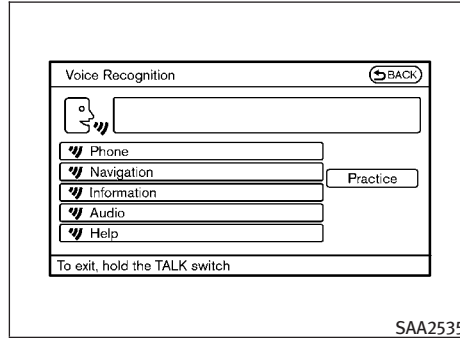 Voice Recognition
BACK
Phone
Navigation
Practice
Information
Audio
Help
To exit, hold the TALK switch
SAA2535